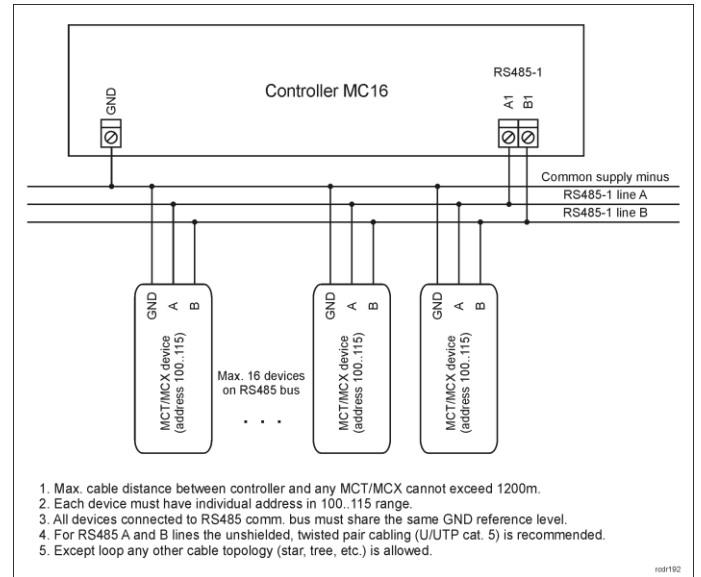 Controller MC16
RS485-1
GND
A1
B1
Common supply minus
RS485-1 line A
RS485-1 line B
GND
A
B
MCT/MCX device
(address 100..115)
Max. 16 devices
on RS485 bus
. . .
GND
A
B
MCT/MCX device
(address 100..115)
GND
A
B
MCT/MCX device
(address 100..115)
1. Max. cable distance between controller and any MCT/MCX cannot exceed 1200m.
2. Each device must have individual address in 100..115 range.
3. All devices connected to RS485 comm. bus must share the same GND reference level.
4. For RS485 A and B lines the unshielded, twisted pair cabling (U/UTP cat. 5) is recommended.
5. Except loop any other cable topology (star, tree, etc.) is allowed.
rodr192